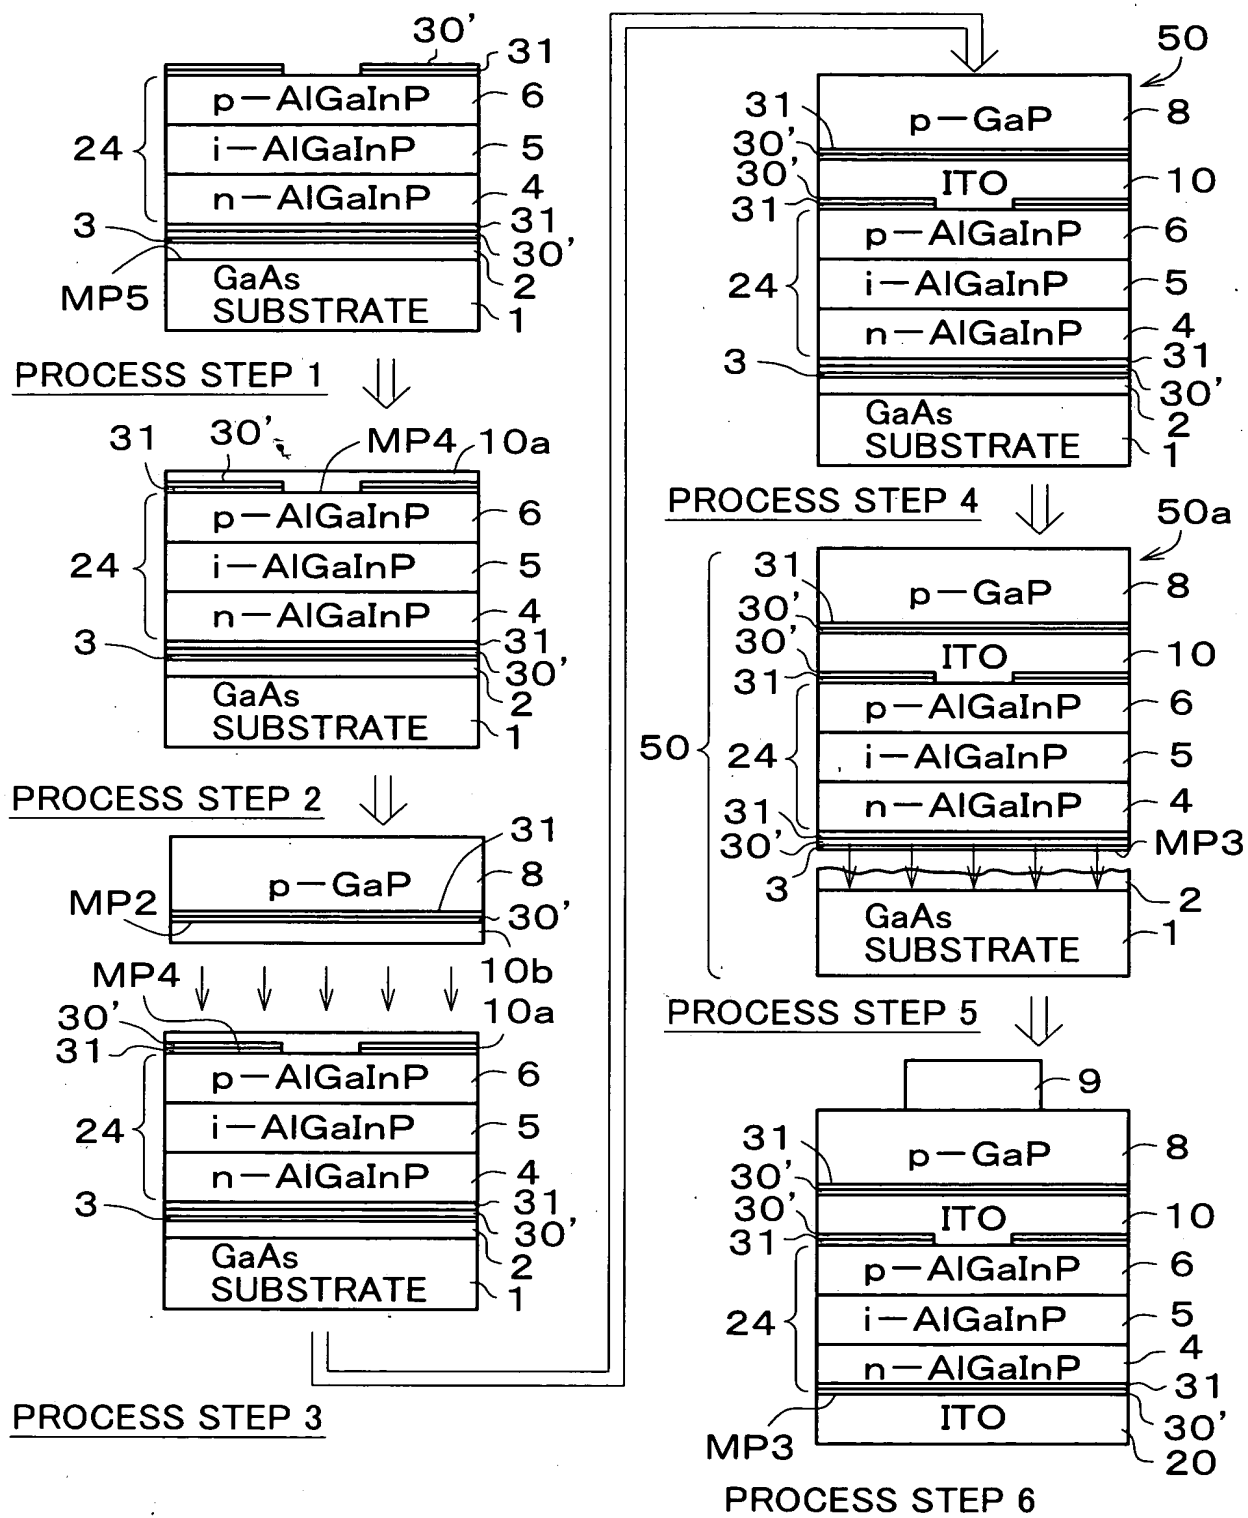 30'
31
p-AlGaInP
6
24
i-AlGaInP
5
n-AlGaInP
4
3
31
30'
MP5
GaAs
SUBSTRATE
2
1
PROCESS STEP 1
31
30'
MP4
10a
p-AlGaInP
6
24
i-AlGaInP
5
n-AlGaInP
4
3
31
30'
GaAs
SUBSTRATE
2
1
PROCESS STEP 2
31
p-GaP
8
MP2
30'
10b
MP4
10a
30'
31
p-AlGaInP
6
24
i-AlGaInP
5
n-AlGaInP
4
3
31
30'
GaAs
SUBSTRATE
2
1
PROCESS STEP 3
50
31
p-GaP
8
30'
30'
ITO
10
31
p-AlGaInP
6
24
i-AlGaInP
5
n-AlGaInP
4
3
31
30'
GaAs
SUBSTRATE
2
1
PROCESS STEP 4
50a
31
p-GaP
8
30'
30'
ITO
10
31
p-AlGaInP
6
50
24
i-AlGaInP
5
n-AlGaInP
4
31
30'
MP3
3
2
GaAs
SUBSTRATE
1
PROCESS STEP 5
9
31
p-GaP
8
30'
30'
ITO
10
31
p-AlGaInP
6
24
i-AlGaInP
5
n-AlGaInP
4
31
30'
MP3
ITO
20
PROCESS STEP 6